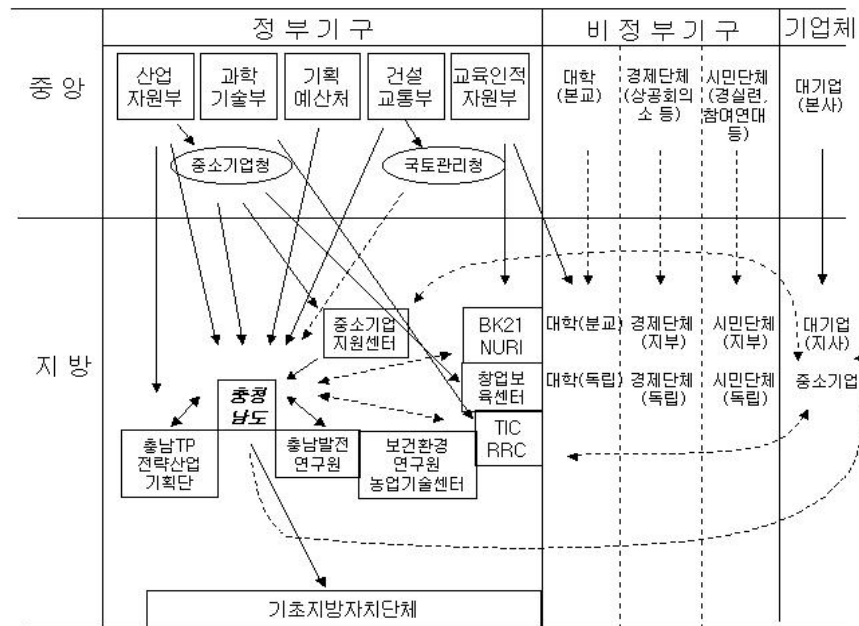 정 부 기 구
비 정 부 기 구
기업체
중 앙
산업
자원부
과학
기술부
기획
예산처
건설
교통부
교육인적
자원부
대학
(본교)
경제단체
(상공회의
소 등)
시민단체
(경실련,
참여연대
등)
대기업
(본사)
중소기업청
국토관리청
지 방
중소기업
지원센터
BK21
NURI
대학(분교)
경제단체
(지부)
시민단체
(지부)
대기업
(지사)
창업보
육센터
대학(독립)
경제단체
(독립)
시민단체
(독립)
중소기업
충청
남도
TIC
RRC
충남TP
전략산업
기획단
충남발전
연구원
보건환경
연구원
농업기술센터
기초지방자치단체